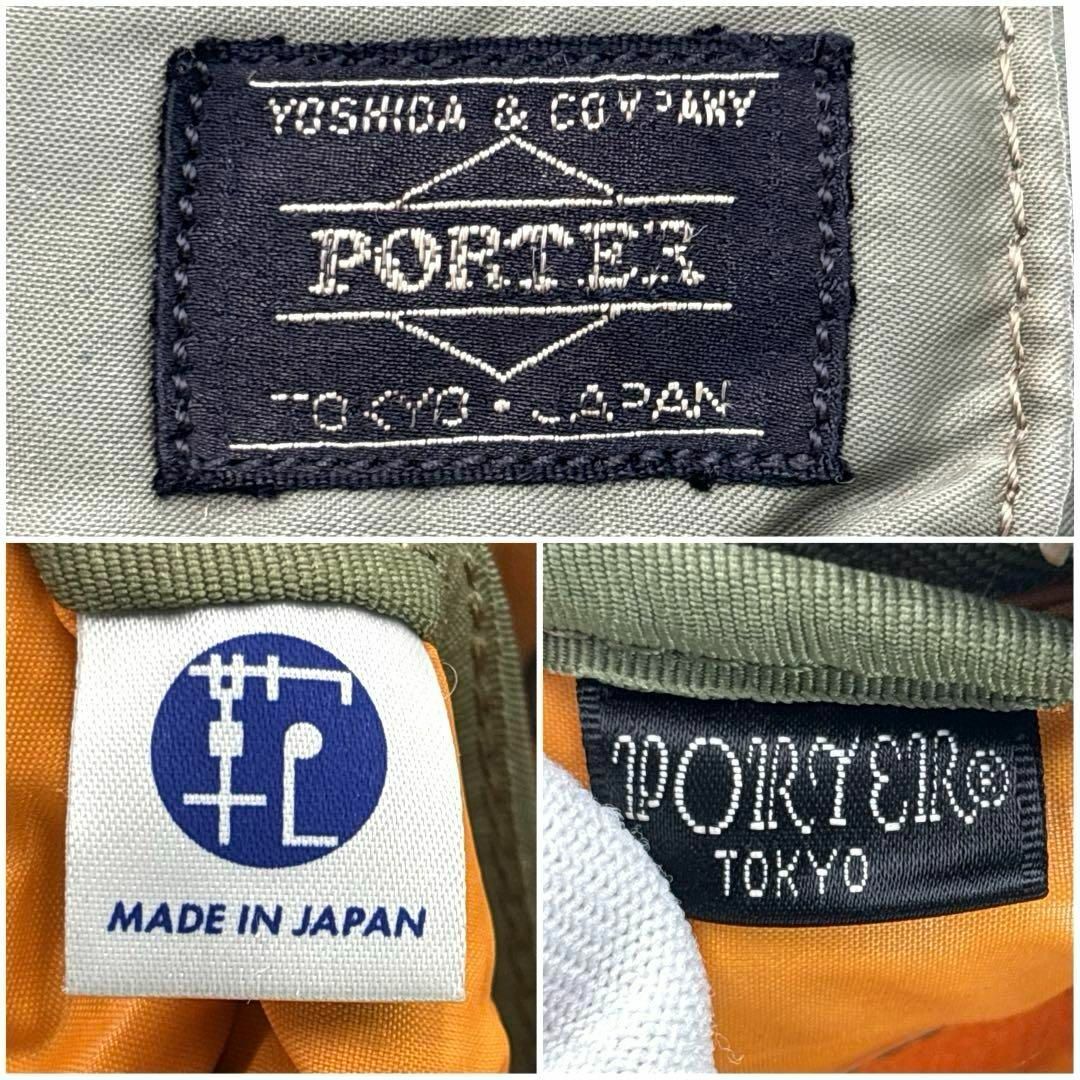 YOSHIDA & COMPANY
PORTER
TOKYO・JAPAN
MADE IN JAPAN
PORTER®
TOKYO